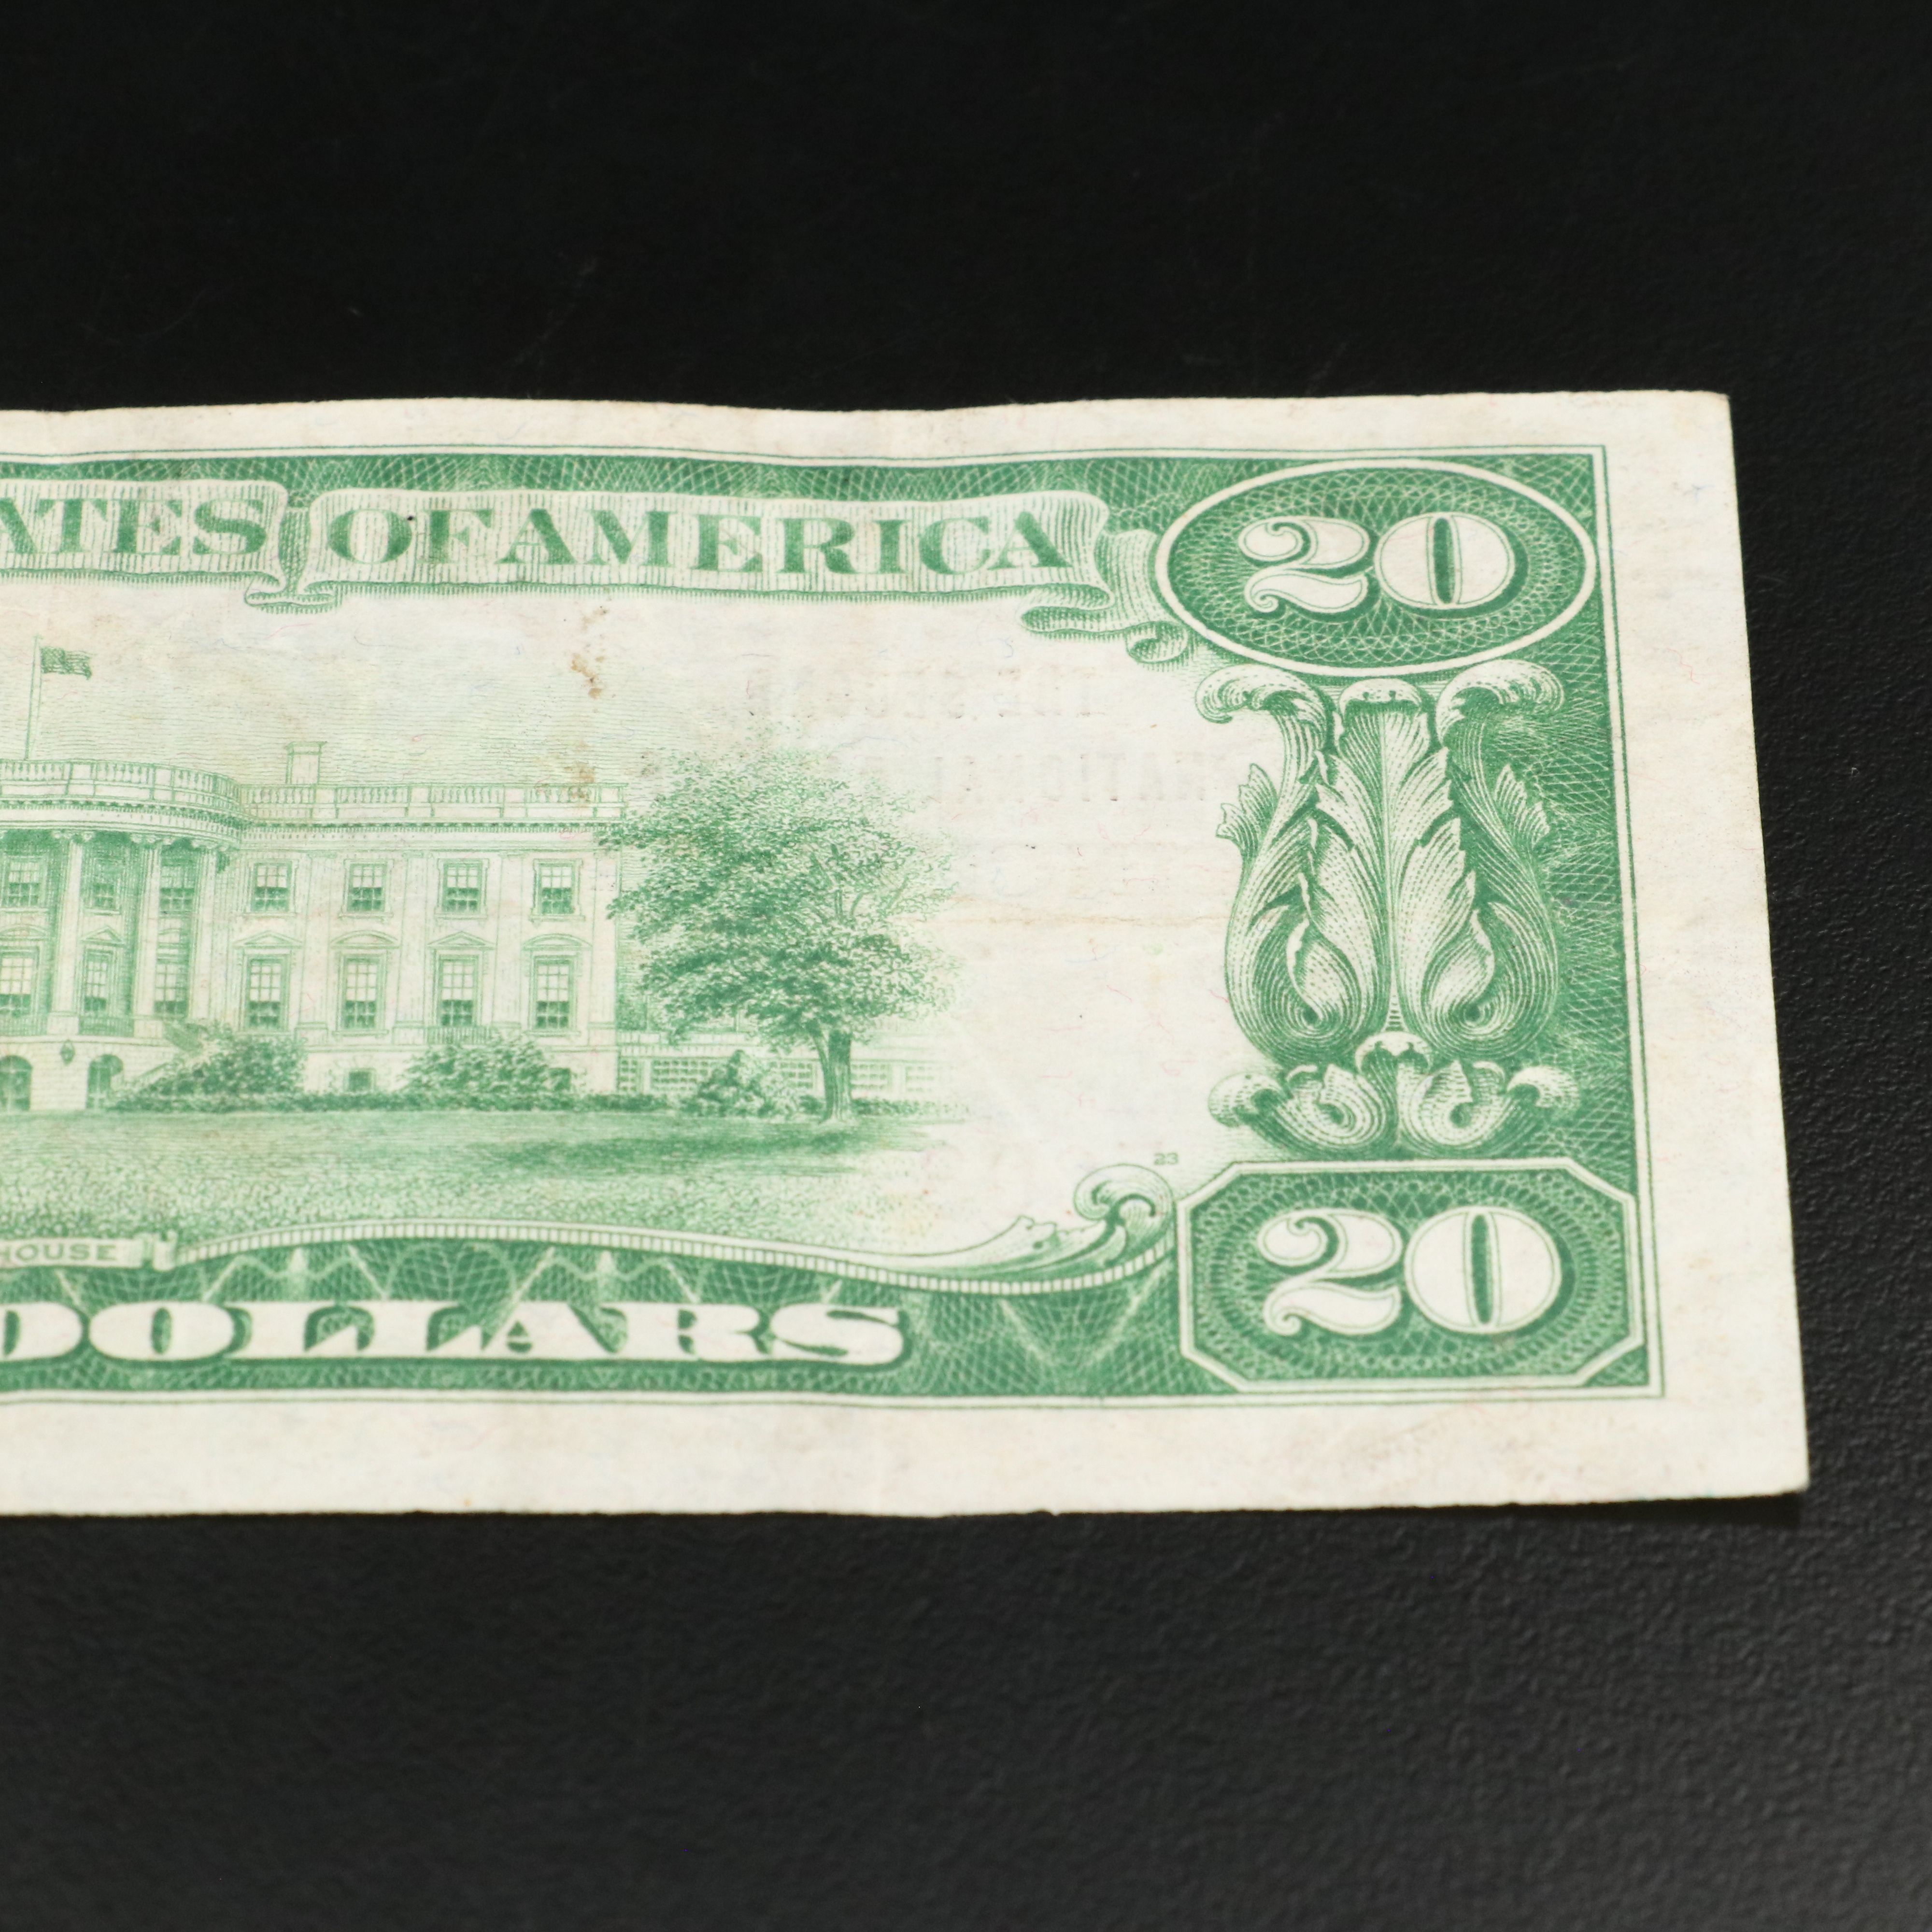 ATES OF AMERICA
20
23
HOUSE
DOLLARS
20